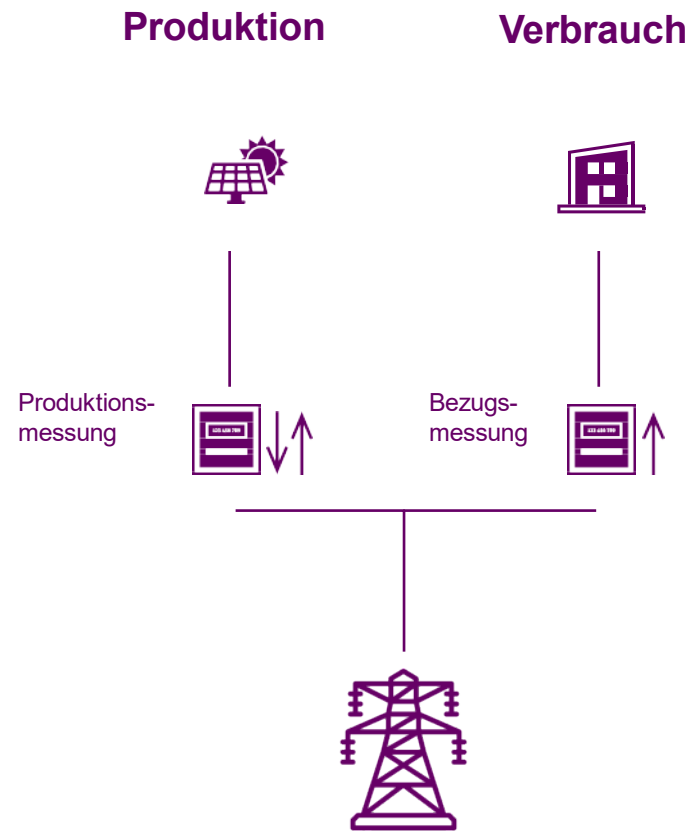 Produktion
Verbrauch
Produktions-
messung
Bezugs-
messung